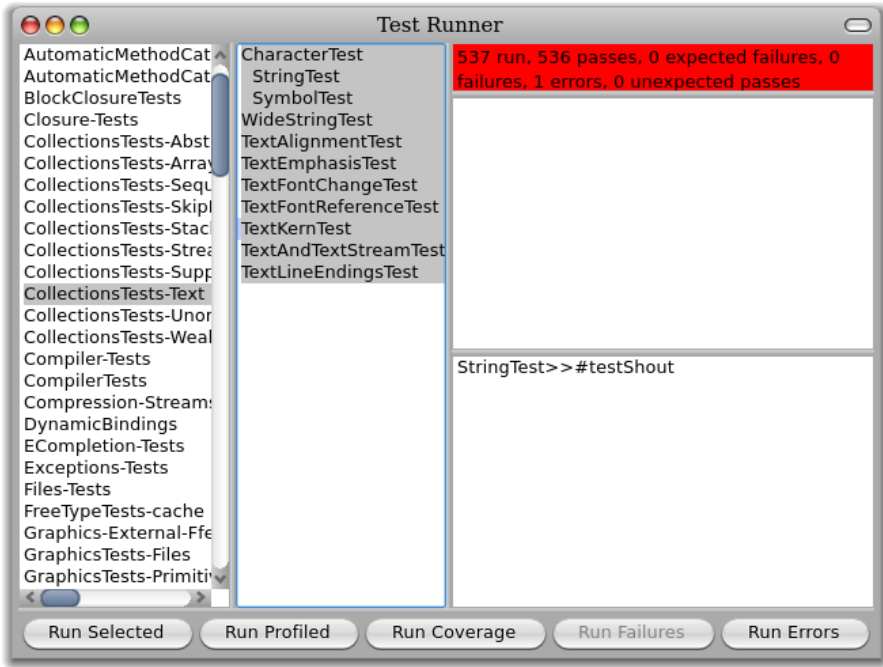 Test Runner
AutomaticMethodCat
AutomaticMethodCat
BlockClosureTests
Closure-Tests
CollectionsTests-Abst
CollectionsTests-Array
CollectionsTests-Sequ
CollectionsTests-Skipl
CollectionsTests-Stacl
CollectionsTests-Strea
CollectionsTests-Supp
CollectionsTests-Text
CollectionsTests-Unor
CollectionsTests-Weal
Compiler-Tests
CompilerTests
Compression-Streams
DynamicBindings
ECompletion-Tests
Exceptions-Tests
Files-Tests
FreeTypeTests-cache
Graphics-External-Ffe
GraphicsTests-Files
GraphicsTests-Primitiv
CharacterTest
StringTest
SymbolTest
WideStringTest
TextAlignmentTest
TextEmphasisTest
TextFontChangeTest
TextFontReferenceTest
TextKernTest
TextAndTextStreamTest
TextLineEndingsTest
537 run, 536 passes, 0 expected failures, 0
failures, 1 errors, 0 unexpected passes
StringTest>>#testShout
Run Selected
Run Profiled
Run Coverage
Run Failures
Run Errors